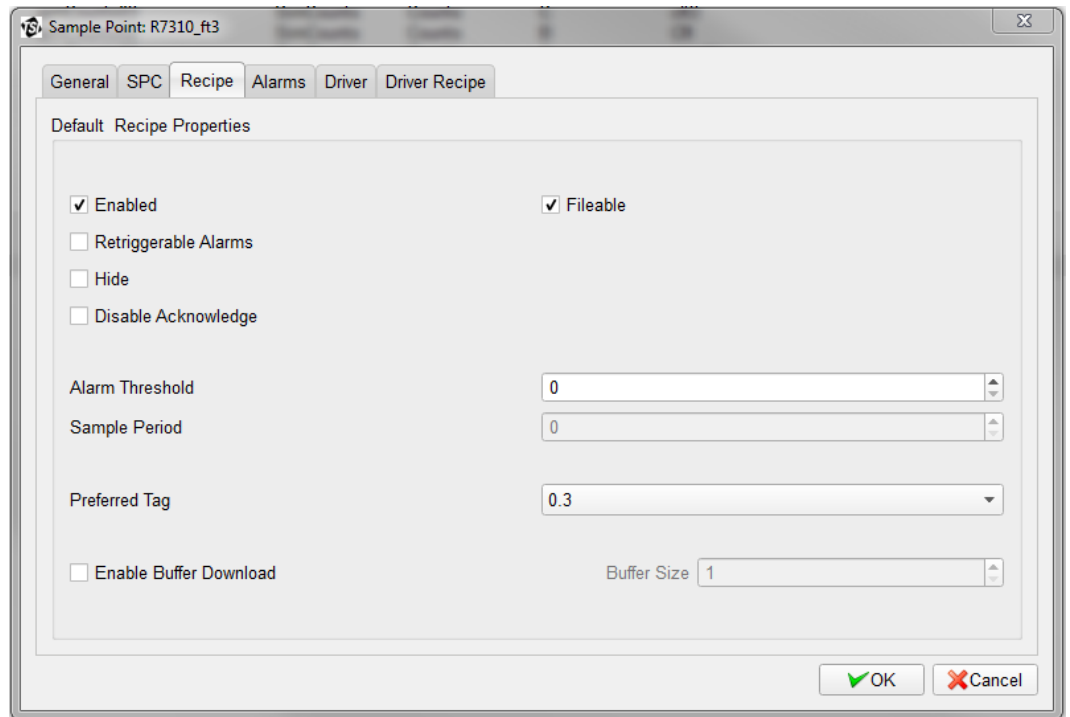 TSI Sample Point: R7310_ft3
General SPC Recipe Alarms Driver Driver Recipe
Default Recipe Properties
Enabled Fileable
Retriggerable Alarms
Hide
Disable Acknowledge
Alarm Threshold 0
Sample Period 0
Preferred Tag 0.3
Enable Buffer Download Buffer Size 1
OK Cancel